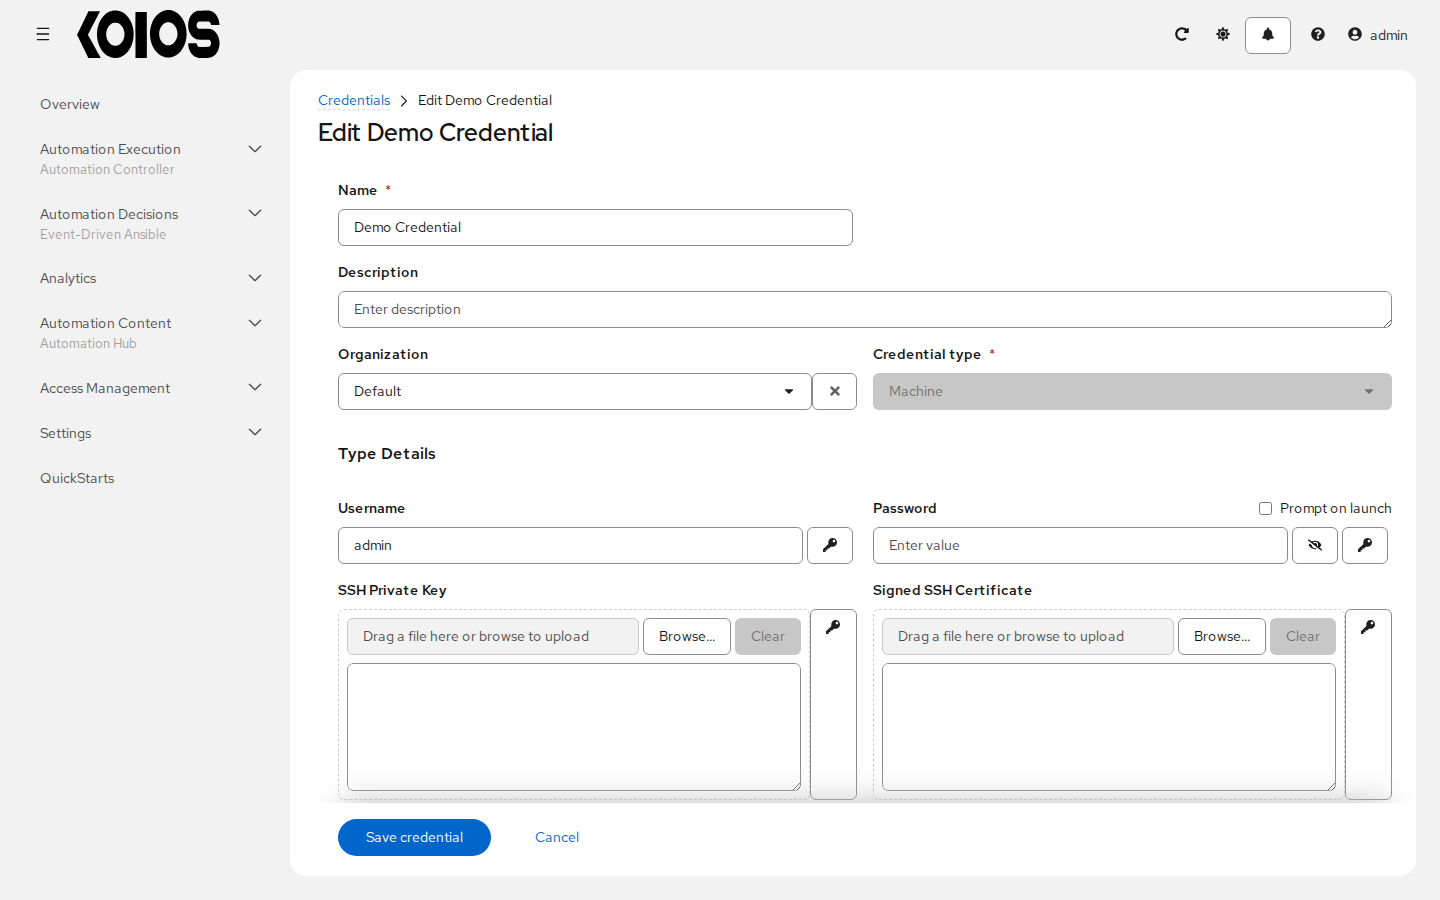 KOIOS
admin
Overview
Automation Execution
Automation Controller
Automation Decisions
Event-Driven Ansible
Analytics
Automation Content
Automation Hub
Access Management
Settings
QuickStarts
Credentials > Edit Demo Credential
Edit Demo Credential
Name *
Demo Credential
Description
Enter description
Organization
Credential type *
Default
Machine
Type Details
Username
Password
Prompt on launch
admin
Enter value
SSH Private Key
Signed SSH Certificate
Drag a file here or browse to upload
Browse...
Clear
Drag a file here or browse to upload
Browse...
Clear
Save credential
Cancel